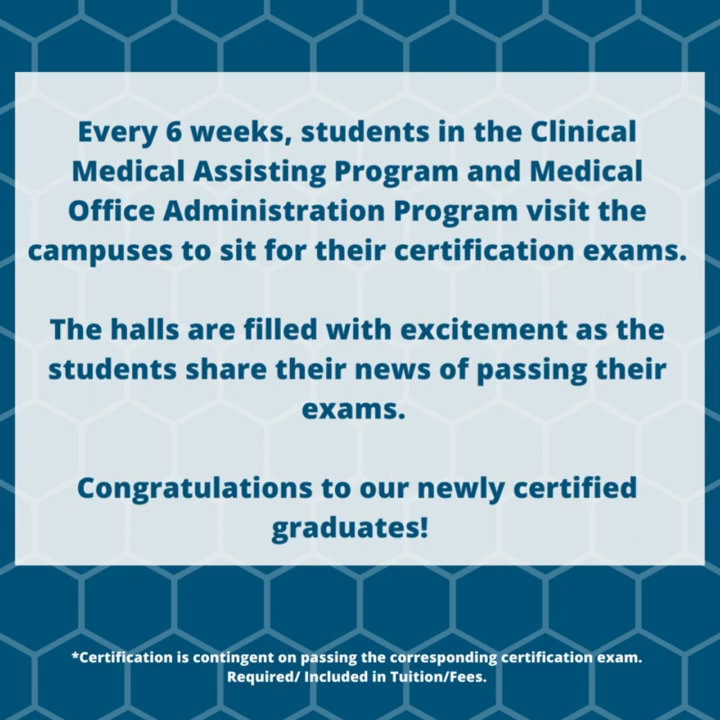 Every 6 weeks, students in the Clinical
Medical Assisting Program and Medical
Office Administration Program visit the
campuses to sit for their certification exams.
The halls are filled with excitement as the
students share their news of passing their
exams.
Congratulations to our newly certified
graduates!
*Certification is contingent on passing the corresponding certification exam.
Required/ Included in Tuition/Fees.